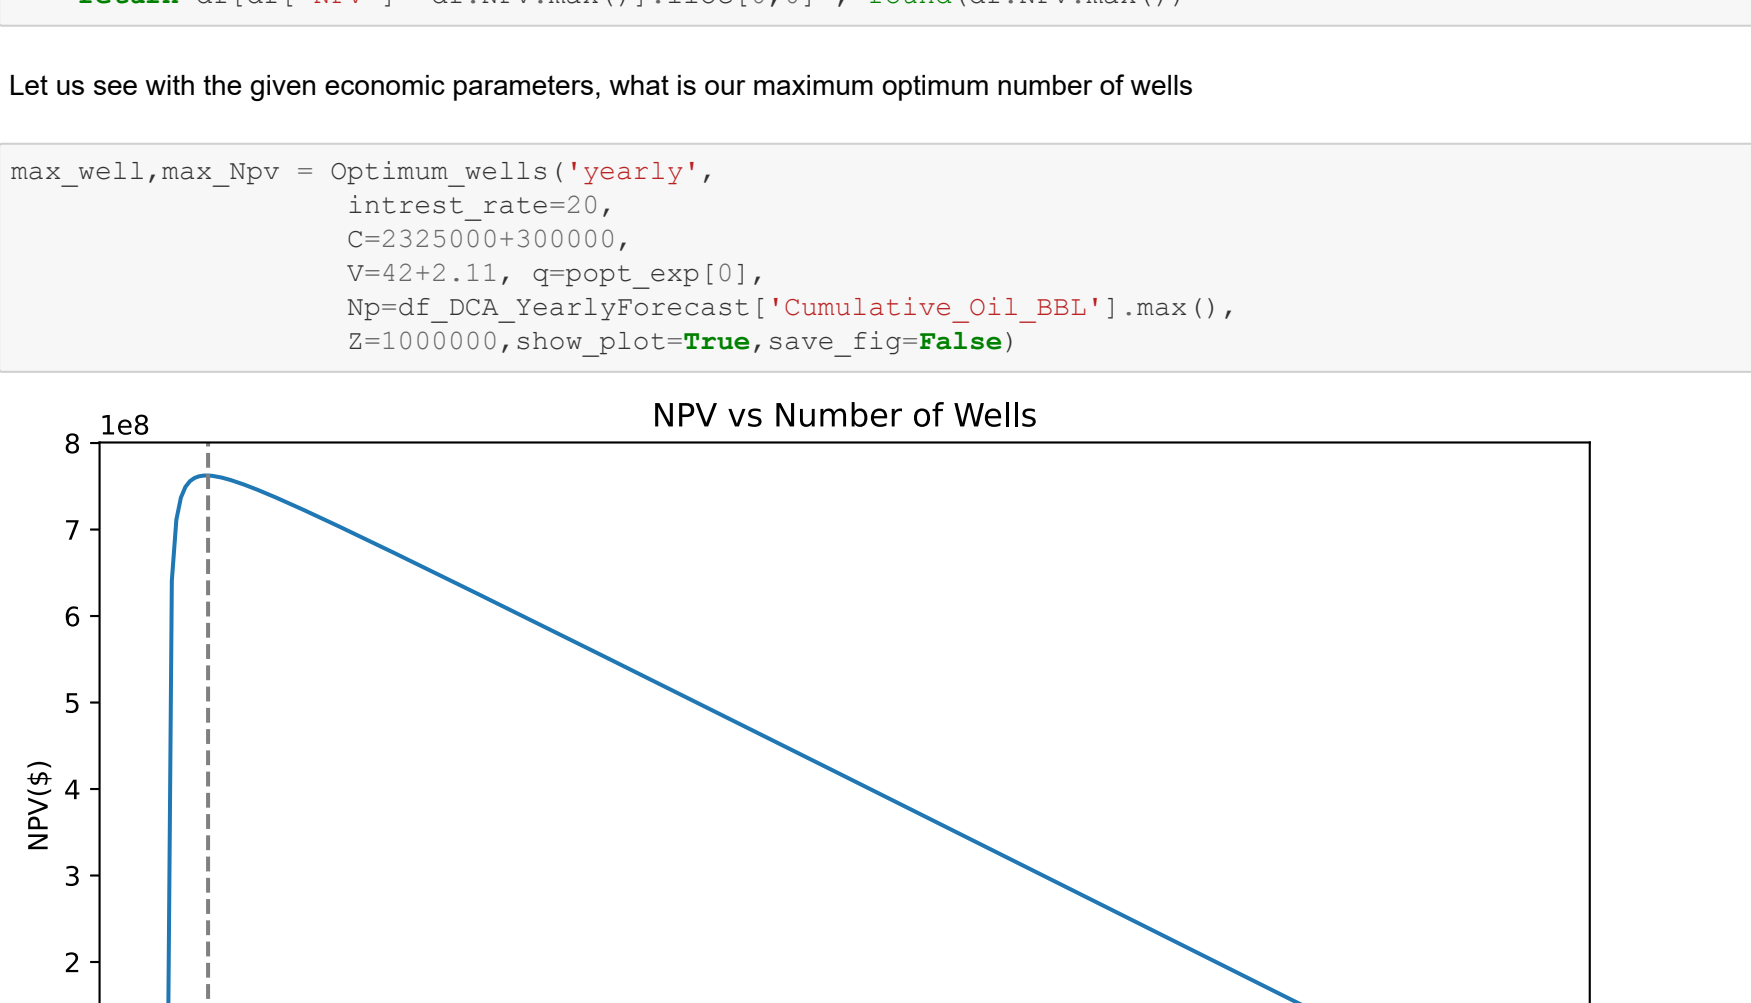 Let us see with the given economic parameters, what is our maximum optimum number of wells
max_well,max_Npv = Optimum_wells('yearly',
intrest_rate=20,
C=2325000+300000,
V=42+2.11, q=popt_exp[0],
Np=df_DCA_YearlyForecast['Cumulative_Oil_BBL'].max(),
Z=1000000,show_plot=True,save_fig=False)
NPV vs Number of Wells
1e8
8
7
6
5
4
3
2
NPV($)